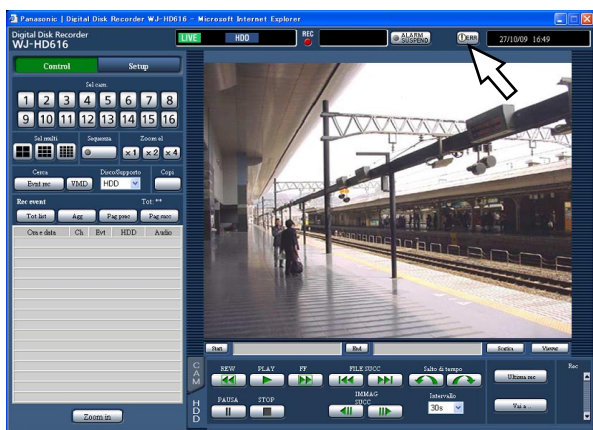 Panasonic | Digital Disk Recorder WJ-HD616 - Microsoft Internet Explorer
Digital Disk Recorder
WJ-HD616
LIVE HDD REC ALARM SUSPEND ERR 27/10/09 16:49
Control Setup
Sel cam.
1 2 3 4 5 6 7 8
9 10 11 12 13 14 15 16
Sel multi Sequenza Zoom el
x1 x2 x4
Cerca Disco/Supporto Copi
Evnt rec VMD HDD
Rec event Tot: **
Tot list Agg Pag prec Pag succ
Ora e data Ch Evt HDD Audio
Zoom in
Start End Scarica Viewer
CAM
HDD
REW PLAY FF FILE SUCC Salto di tempo Rec
Ultima rec
PAUSA STOP IMMAG SUCC Intervallo
30s Vai a ...